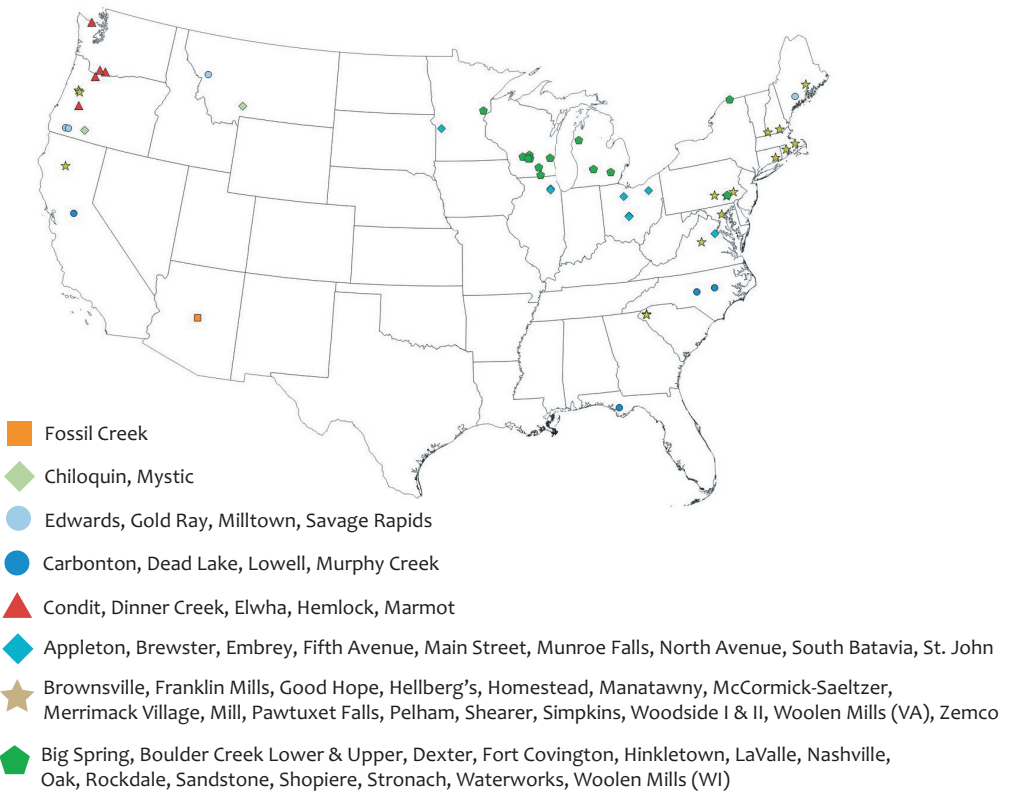 Fossil Creek
Chiloquin, Mystic
Edwards, Gold Ray, Milltown, Savage Rapids
Carbonton, Dead Lake, Lowell, Murphy Creek
Condit, Dinner Creek, Elwha, Hemlock, Marmot
Appleton, Brewster, Embrey, Fifth Avenue, Main Street, Munroe Falls, North Avenue, South Batavia, St. John
Brownsville, Franklin Mills, Good Hope, Hellberg's, Homestead, Manatawny, McCormick-Saeltzer,
Merrimack Village, Mill, Pawtuxet Falls, Pelham, Shearer, Simpkins, Woodside I & II, Woolen Mills (VA), Zemco
Big Spring, Boulder Creek Lower & Upper, Dexter, Fort Covington, Hinkletown, LaValle, Nashville,
Oak, Rockdale, Sandstone, Shopiere, Stronach, Waterworks, Woolen Mills (WI)